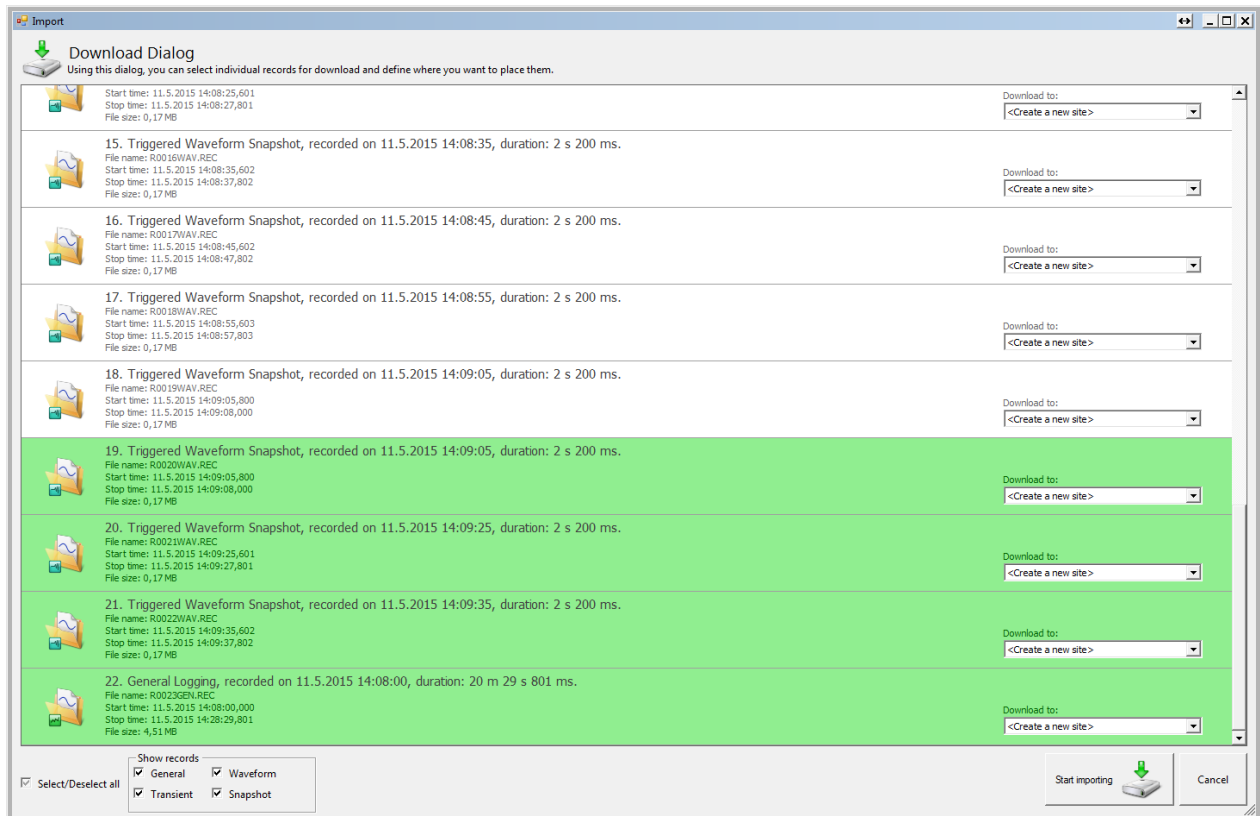 Import
Download Dialog
Using this dialog, you can select individual records for download and define where you want to place them.
Start time: 11.5.2015 14:08:25,601
Stop time: 11.5.2015 14:08:27,801
File size: 0,17 MB
Download to:
<Create a new site>
15. Triggered Waveform Snapshot, recorded on 11.5.2015 14:08:35, duration: 2 s 200 ms.
File name: R0016WAV.REC
Start time: 11.5.2015 14:08:35,602
Stop time: 11.5.2015 14:08:37,802
File size: 0,17 MB
Download to:
<Create a new site>
16. Triggered Waveform Snapshot, recorded on 11.5.2015 14:08:45, duration: 2 s 200 ms.
File name: R0017WAV.REC
Start time: 11.5.2015 14:08:45,602
Stop time: 11.5.2015 14:08:47,802
File size: 0,17 MB
Download to:
<Create a new site>
17. Triggered Waveform Snapshot, recorded on 11.5.2015 14:08:55, duration: 2 s 200 ms.
File name: R0018WAV.REC
Start time: 11.5.2015 14:08:55,603
Stop time: 11.5.2015 14:08:57,803
File size: 0,17 MB
Download to:
<Create a new site>
18. Triggered Waveform Snapshot, recorded on 11.5.2015 14:09:05, duration: 2 s 200 ms.
File name: R0019WAV.REC
Start time: 11.5.2015 14:09:05,800
Stop time: 11.5.2015 14:09:08,000
File size: 0,17 MB
Download to:
<Create a new site>
19. Triggered Waveform Snapshot, recorded on 11.5.2015 14:09:05, duration: 2 s 200 ms.
File name: R0020WAV.REC
Start time: 11.5.2015 14:09:05,800
Stop time: 11.5.2015 14:09:08,000
File size: 0,17 MB
Download to:
<Create a new site>
20. Triggered Waveform Snapshot, recorded on 11.5.2015 14:09:25, duration: 2 s 200 ms.
File name: R0021WAV.REC
Start time: 11.5.2015 14:09:25,601
Stop time: 11.5.2015 14:09:27,801
File size: 0,17 MB
Download to:
<Create a new site>
21. Triggered Waveform Snapshot, recorded on 11.5.2015 14:09:35, duration: 2 s 200 ms.
File name: R0022WAV.REC
Start time: 11.5.2015 14:09:35,602
Stop time: 11.5.2015 14:09:37,802
File size: 0,17 MB
Download to:
<Create a new site>
22. General Logging, recorded on 11.5.2015 14:08:00, duration: 20 m 29 s 801 ms.
File name: R0023GEN.REC
Start time: 11.5.2015 14:08:00,000
Stop time: 11.5.2015 14:28:29,801
File size: 4,51 MB
Download to:
<Create a new site>
Select/Deselect all
Show records
General Waveform
Transient Snapshot
Start importing
Cancel